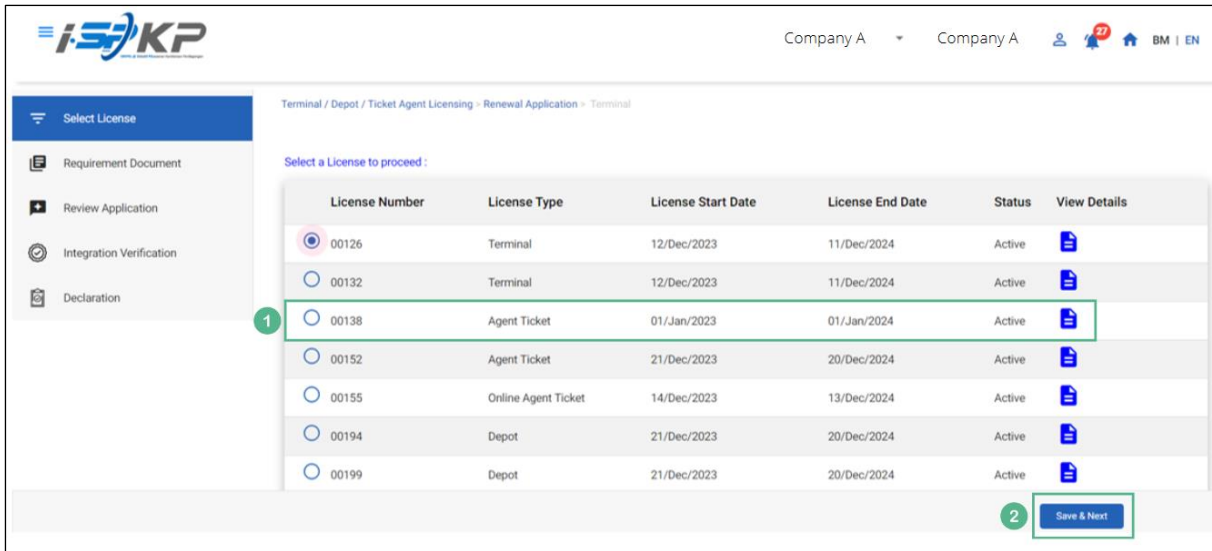 i-SPKP
Company A Company A 27 BM | EN
Terminal / Depot / Ticket Agent Licensing > Renewal Application > Terminal
Select License
Requirement Document
Review Application
Integration Verification
Declaration
Select a License to proceed :
License Number License Type License Start Date License End Date Status View Details
00126 Terminal 12/Dec/2023 11/Dec/2024 Active
00132 Terminal 12/Dec/2023 11/Dec/2024 Active
1 00138 Agent Ticket 01/Jan/2023 01/Jan/2024 Active
00152 Agent Ticket 21/Dec/2023 20/Dec/2024 Active
00155 Online Agent Ticket 14/Dec/2023 13/Dec/2024 Active
00194 Depot 21/Dec/2023 20/Dec/2024 Active
00199 Depot 21/Dec/2023 20/Dec/2024 Active
2 Save & Next